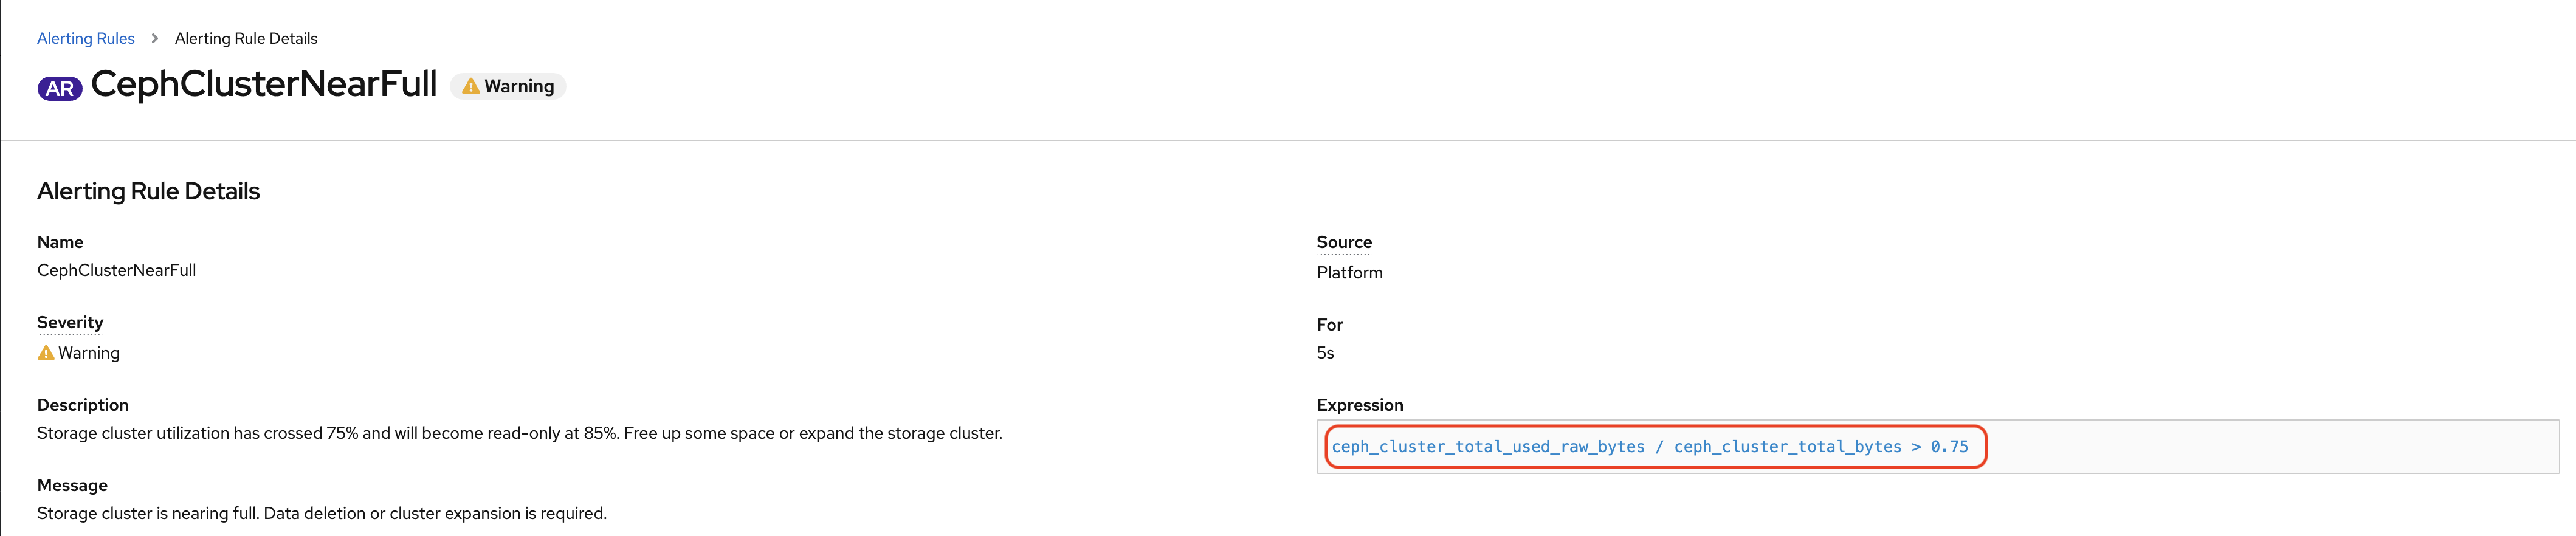 Alerting Rules > Alerting Rule Details
AR CephClusterNearFull Warning
Alerting Rule Details
Name
CephClusterNearFull
Source
Platform
Severity
Warning
For
5s
Description
Storage cluster utilization has crossed 75% and will become read-only at 85%. Free up some space or expand the storage cluster.
Expression
ceph_cluster_total_used_raw_bytes / ceph_cluster_total_bytes > 0.75
Message
Storage cluster is nearing full. Data deletion or cluster expansion is required.